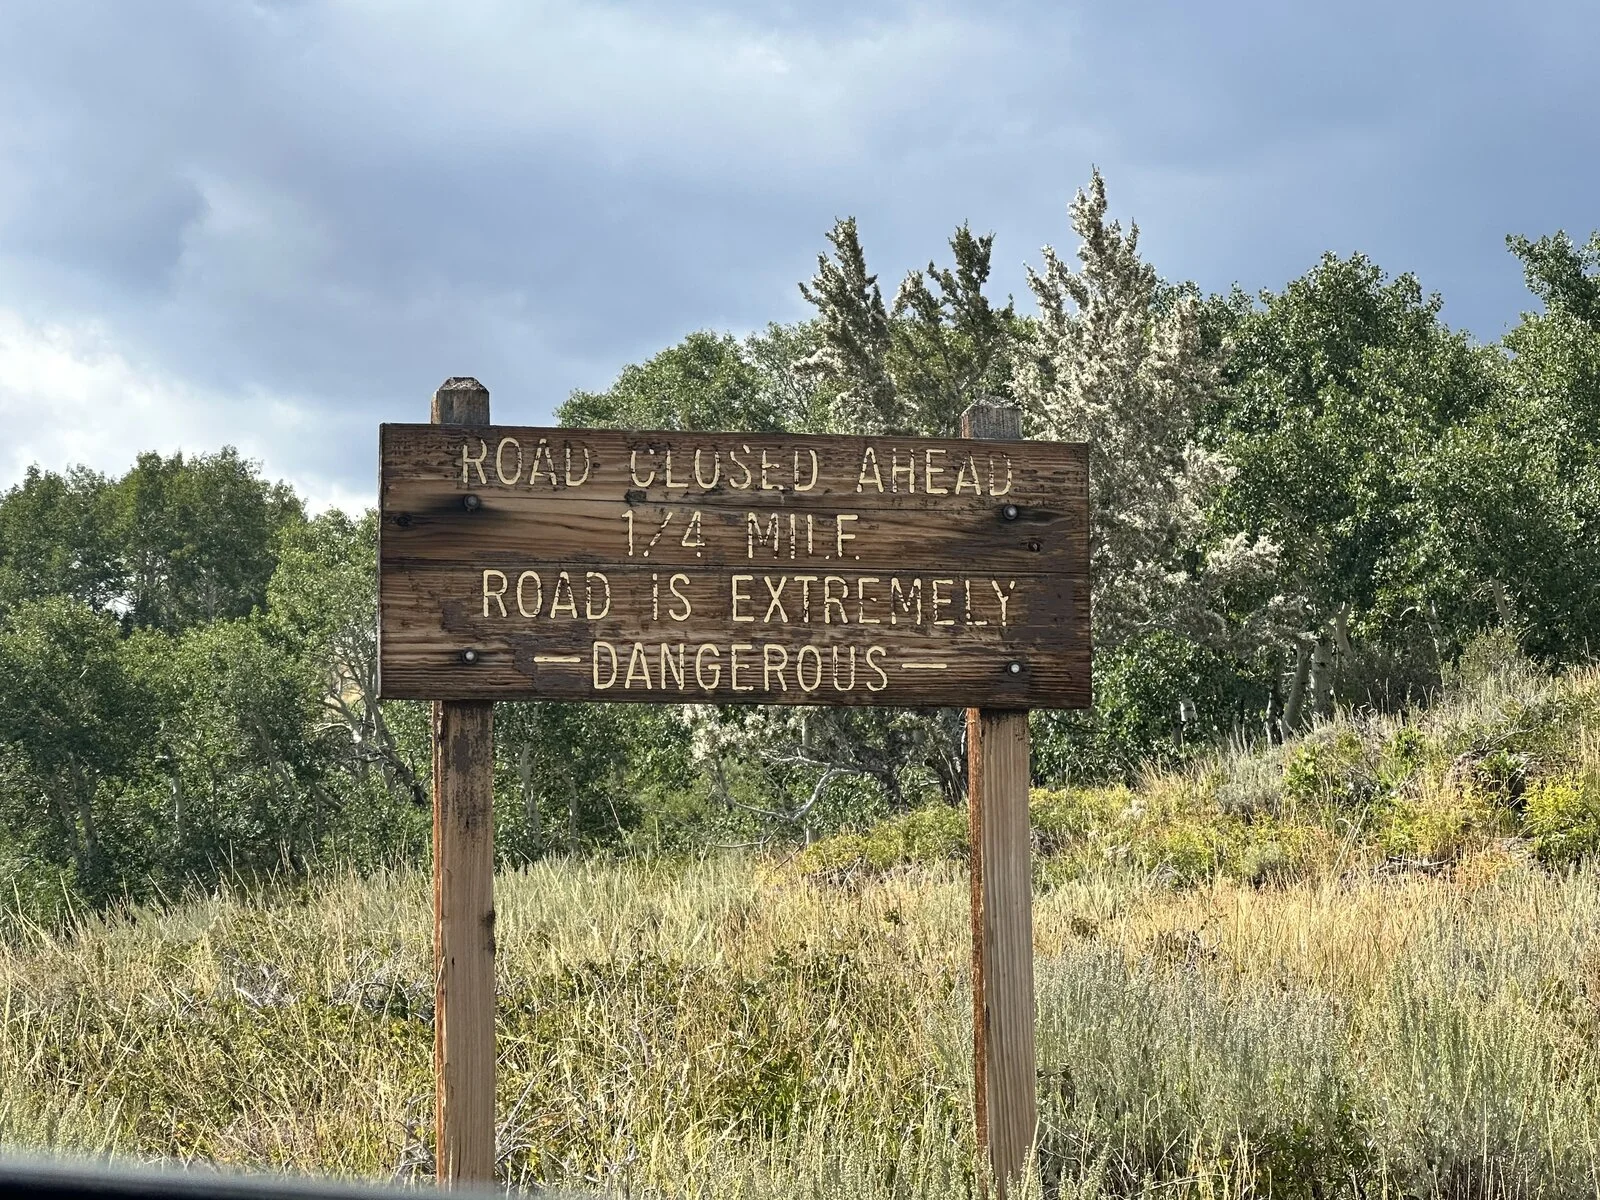 ROAD CLOSED AHEAD
1/4 MILE
ROAD IS EXTREMELY
—DANGEROUS—